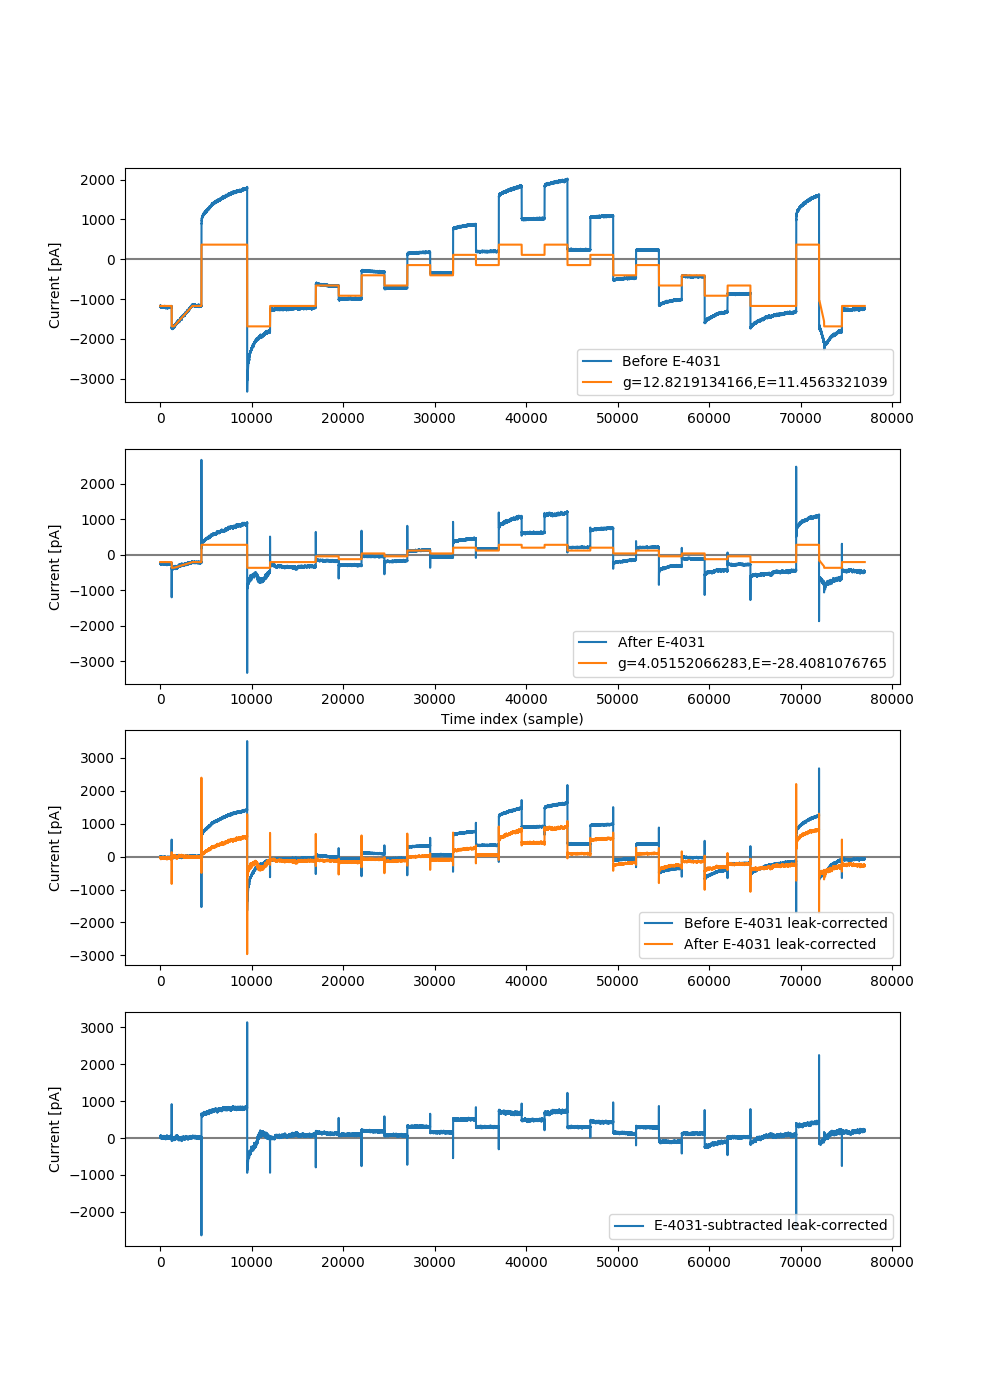 2000
1000
0
−1000
−2000
−3000
Current [pA]
Before E-4031
g=12.8219134166,E=11.4563321039
0 10000 20000 30000 40000 50000 60000 70000 80000
2000
1000
0
−1000
−2000
−3000
Current [pA]
After E-4031
g=4.05152066283,E=-28.4081076765
0 10000 20000 30000 40000 50000 60000 70000 80000
Time index (sample)
3000
2000
1000
0
−1000
−2000
−3000
Current [pA]
Before E-4031 leak-corrected
After E-4031 leak-corrected
0 10000 20000 30000 40000 50000 60000 70000 80000
3000
2000
1000
0
−1000
−2000
Current [pA]
E-4031-subtracted leak-corrected
0 10000 20000 30000 40000 50000 60000 70000 80000